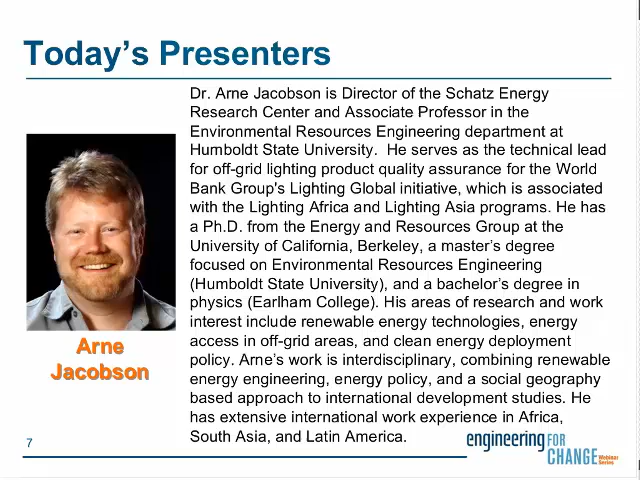 Today’s Presenters
Dr. Arne Jacobson is Director of the Schatz Energy
Research Center and Associate Professor in the
Environmental Resources Engineering department at
Humboldt State University.  He serves as the technical lead
for off-grid lighting product quality assurance for the World
Bank Group's Lighting Global initiative, which is associated
with the Lighting Africa and Lighting Asia programs. He has
a Ph.D. from the Energy and Resources Group at the
University of California, Berkeley, a master’s degree
focused on Environmental Resources Engineering
(Humboldt State University), and a bachelor’s degree in
physics (Earlham College). His areas of research and work
interest include renewable energy technologies, energy
access in off-grid areas, and clean energy deployment
policy. Arne’s work is interdisciplinary, combining renewable
energy engineering, energy policy, and a social geography
based approach to international development studies. He
has extensive international work experience in Africa,
South Asia, and Latin America.
Arne
Jacobson
7
engineering FOR
CHANGE Webinar
Series